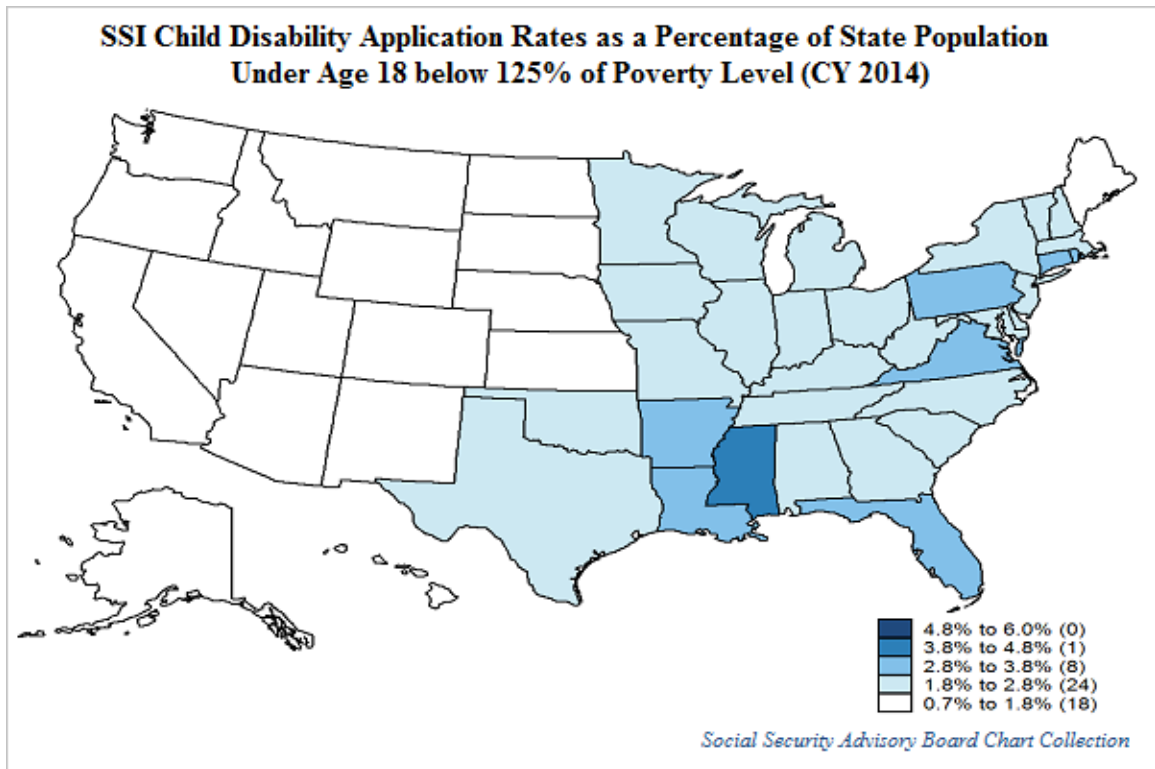 SSI Child Disability Application Rates as a Percentage of State Population
Under Age 18 below 125% of Poverty Level (CY 2014)
4.8% to 6.0% (0)
3.8% to 4.8% (1)
2.8% to 3.8% (8)
1.8% to 2.8% (24)
0.7% to 1.8% (18)
Social Security Advisory Board Chart Collection